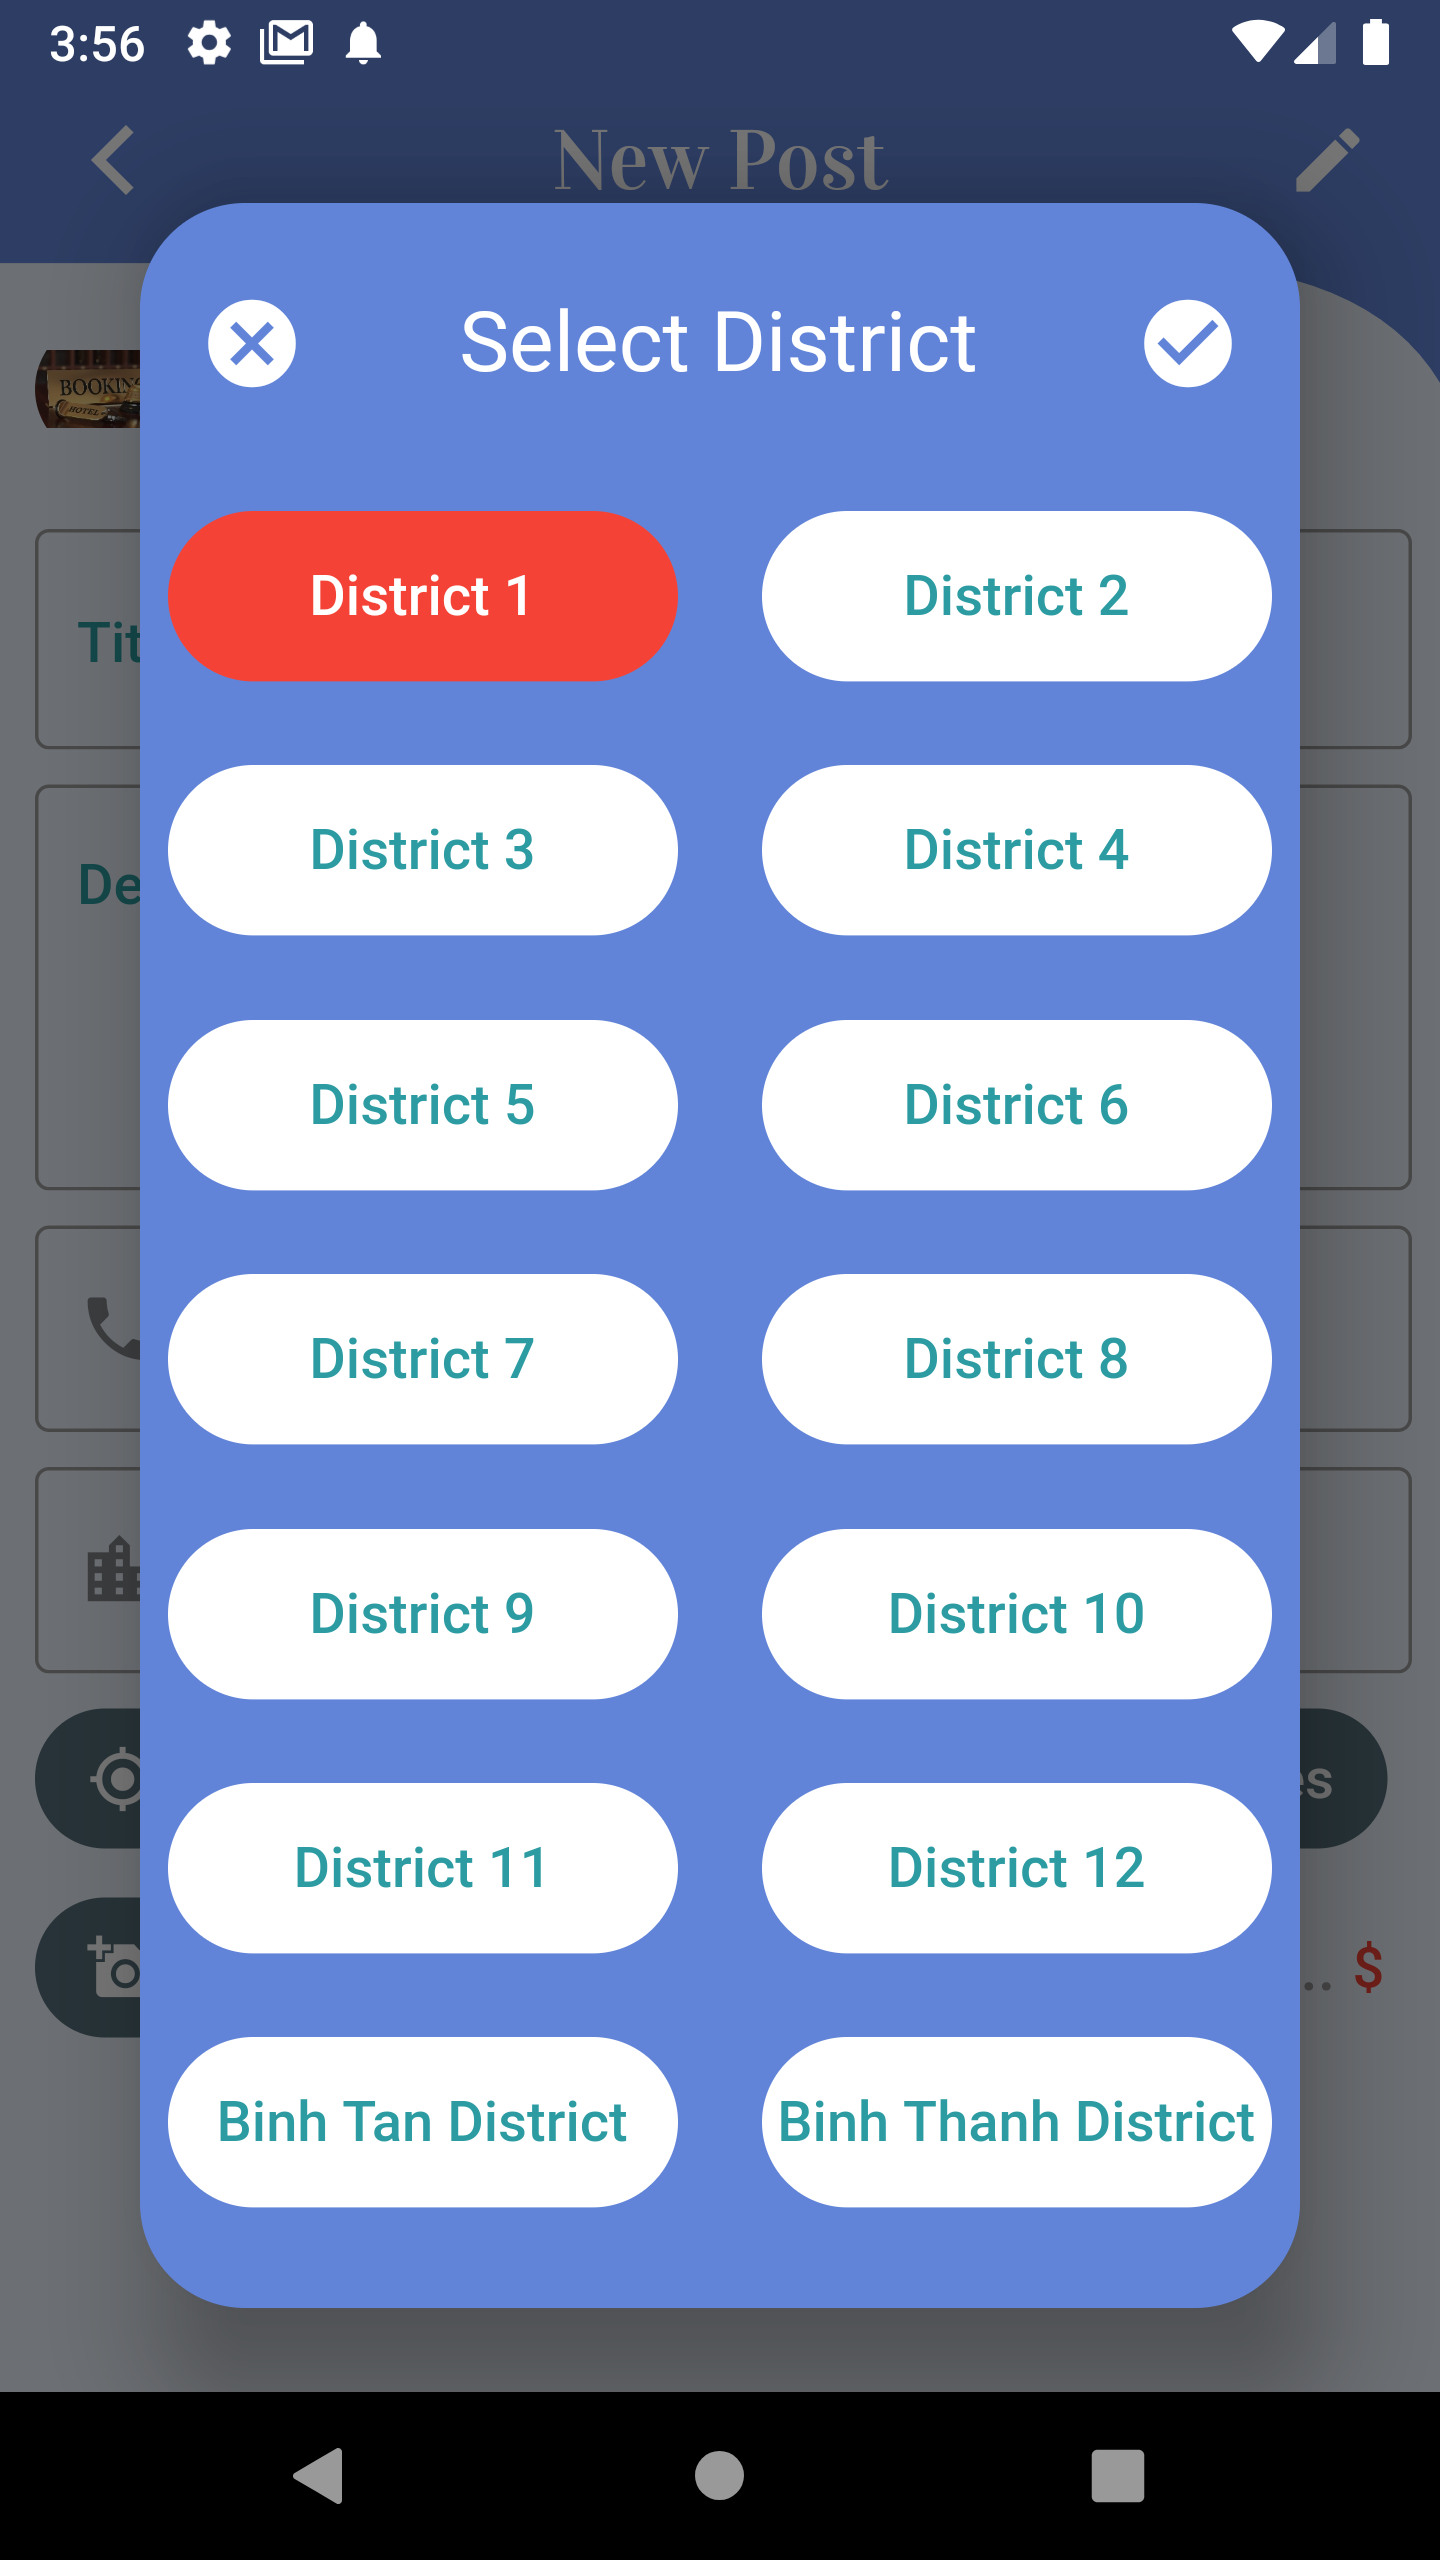 3:56
New Post
BOOKIN
HOTEL
Select District
District 1
District 2
Tit
District 3
District 4
De
District 5
District 6
District 7
District 8
District 9
District 10
es
District 11
District 12
.. $
Binh Tan District
Binh Thanh District